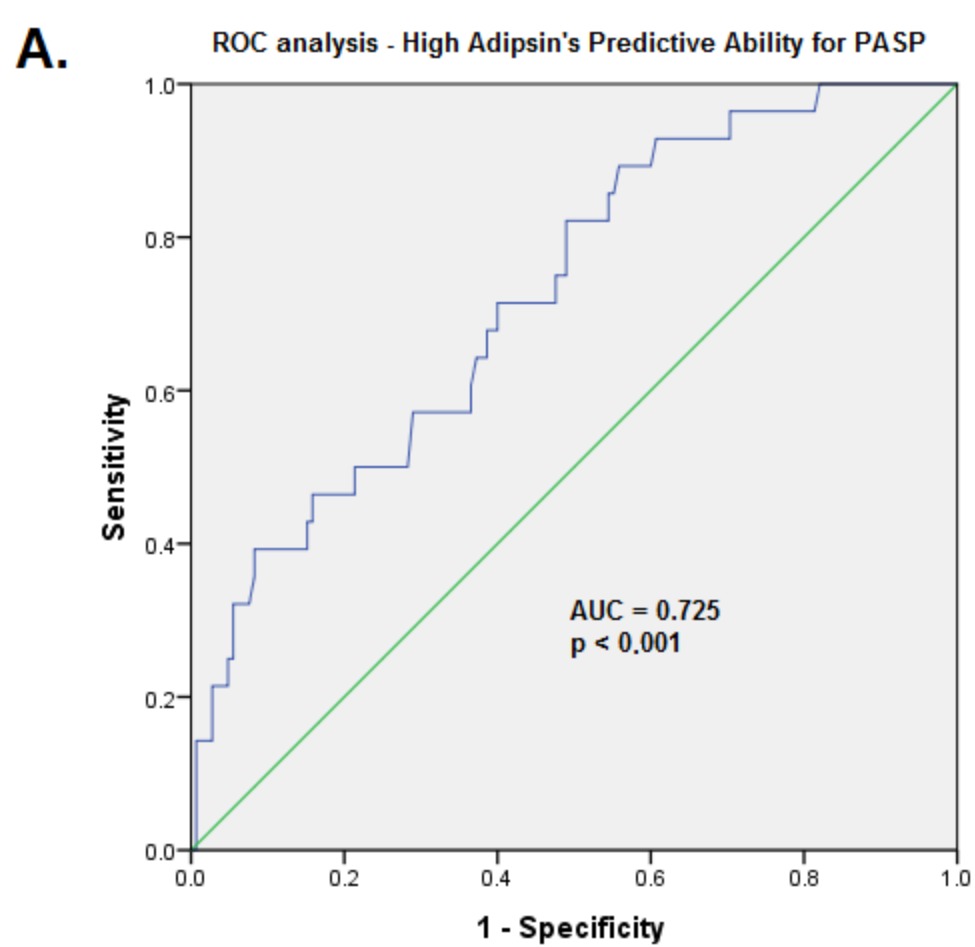 A.
ROC analysis - High Adipsin's Predictive Ability for PASP
1.0
0.8
0.6
0.4
0.2
0.0
Sensitivity
AUC = 0.725
p < 0.001
0.0 0.2 0.4 0.6 0.8 1.0
1 - Specificity